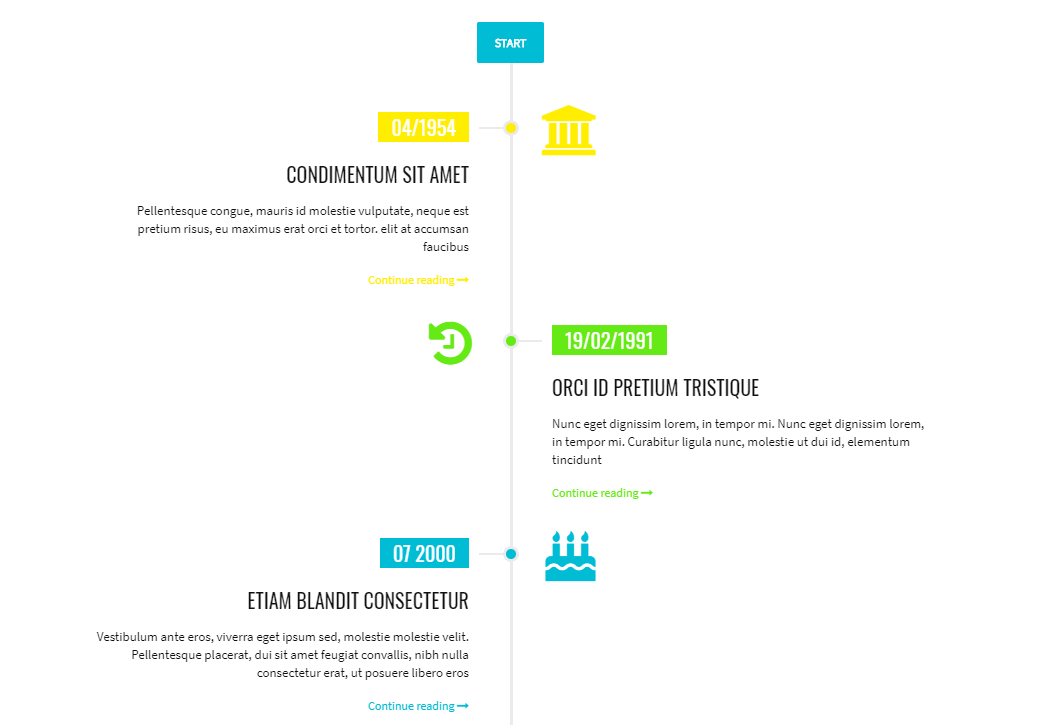 START
04/1954
CONDIMENTUM SIT AMET
Pellentesque congue, mauris id molestie vulputate, neque est
pretium risus, eu maximus erat orci et tortor. elit at accumsan
faucibus
Continue reading
19/02/1991
ORCI ID PRETIUM TRISTIQUE
Nunc eget dignissim lorem, in tempor mi. Nunc eget dignissim lorem,
in tempor mi. Curabitur ligula nunc, molestie ut dui id, elementum
tincidunt
Continue reading
07 2000
ETIAM BLANDIT CONSECTETUR
Vestibulum ante eros, viverra eget ipsum sed, molestie molestie velit.
Pellentesque placerat, dui sit amet feugiat convallis, nibh nulla
consectetur erat, ut posuere libero eros
Continue reading